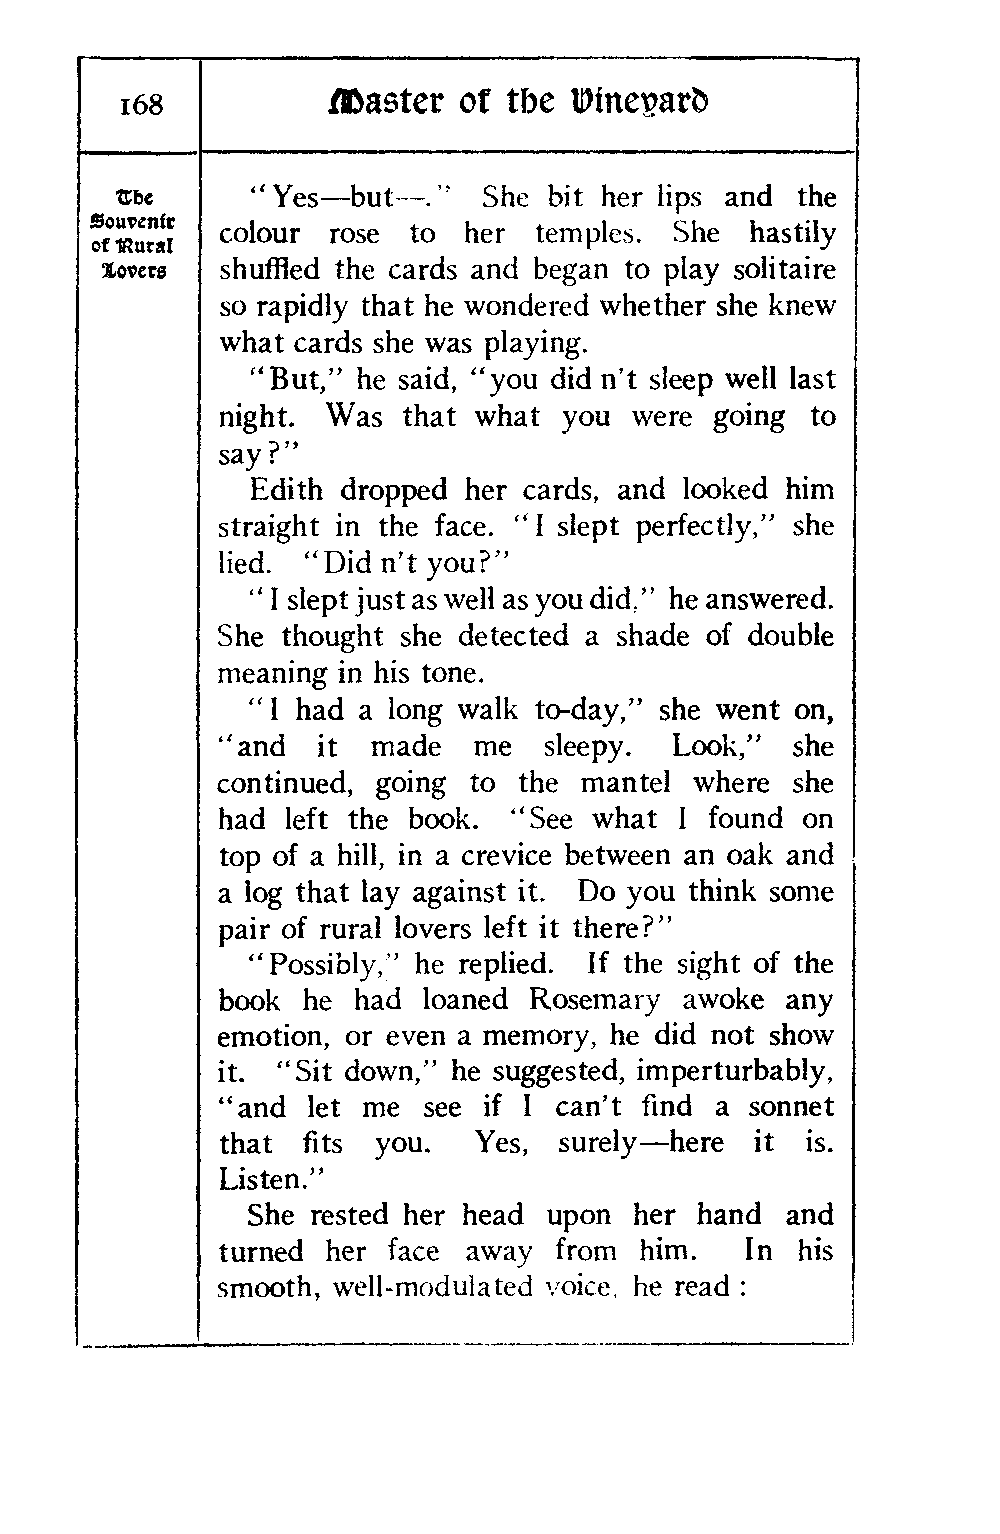 168
Master of the Vineyard
The
Souvenir
of Rural
Lovers
"Yes—but—." She bit her lips and the
colour rose to her temples. She hastily
shuffled the cards and began to play solitaire
so rapidly that he wondered whether she knew
what cards she was playing.
"But," he said, "you did n't sleep well last
night. Was that what you were going to
say?"
Edith dropped her cards, and looked him
straight in the face. "I slept perfectly," she
lied. "Did n't you?"
"I slept just as well as you did," he answered.
She thought she detected a shade of double
meaning in his tone.
"I had a long walk to-day," she went on,
"and it made me sleepy. Look," she
continued, going to the mantel where she
had left the book. "See what I found on
top of a hill, in a crevice between an oak and
a log that lay against it. Do you think some
pair of rural lovers left it there?"
"Possibly," he replied. If the sight of the
book he had loaned Rosemary awoke any
emotion, or even a memory, he did not show
it. "Sit down," he suggested, imperturbably,
"and let me see if I can't find a sonnet
that fits you. Yes, surely—here it is.
Listen."
She rested her head upon her hand and
turned her face away from him. In his
smooth, well-modulated voice, he read :